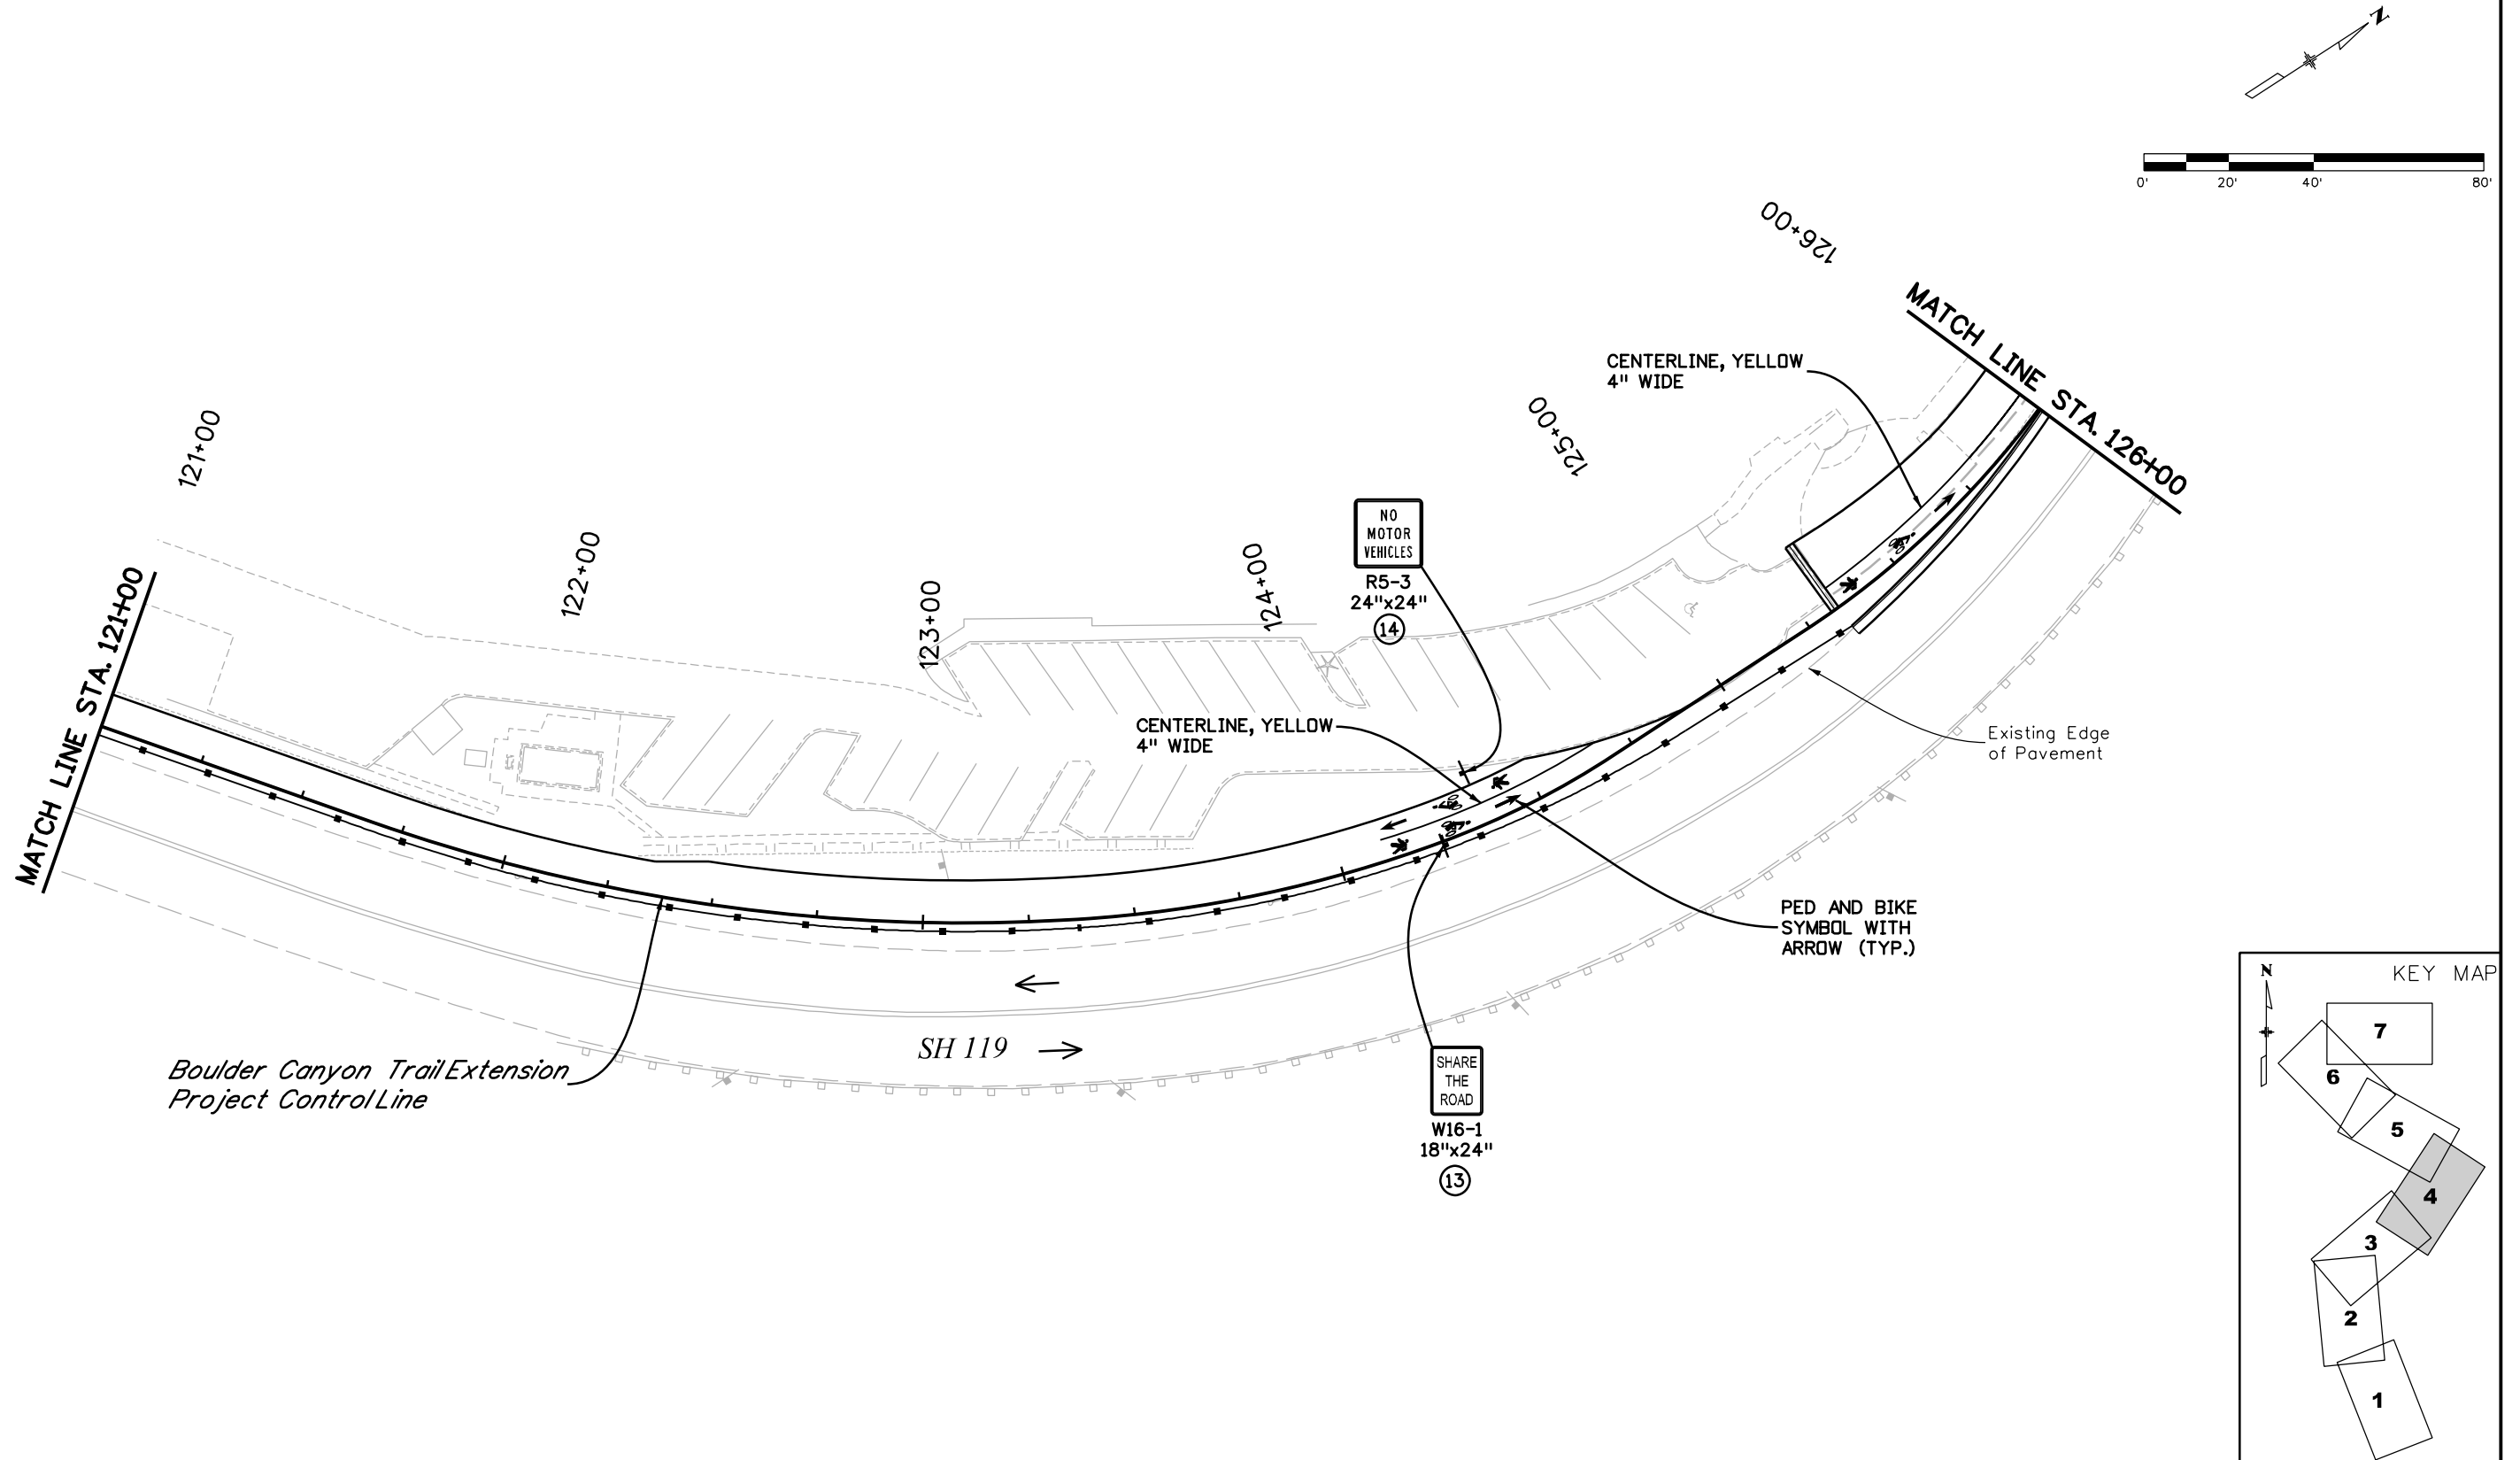 N
0'
20'
40'
80'
126+00
MATCH LINE STA. 126+00
CENTERLINE, YELLOW
4" WIDE
125+00
121+00
122+00
123+00
124+00
NO
MOTOR
VEHICLES
R5-3
24"x24"
14
MATCH LINE STA. 121+00
CENTERLINE, YELLOW
4" WIDE
Existing Edge
of Pavement
PED AND BIKE
SYMBOL WITH
ARROW (TYP.)
SH 119
Boulder Canyon Trail Extension
Project Control Line
SHARE
THE
ROAD
W16-1
18"x24"
13
KEY MAP
N
7
6
5
4
3
2
1